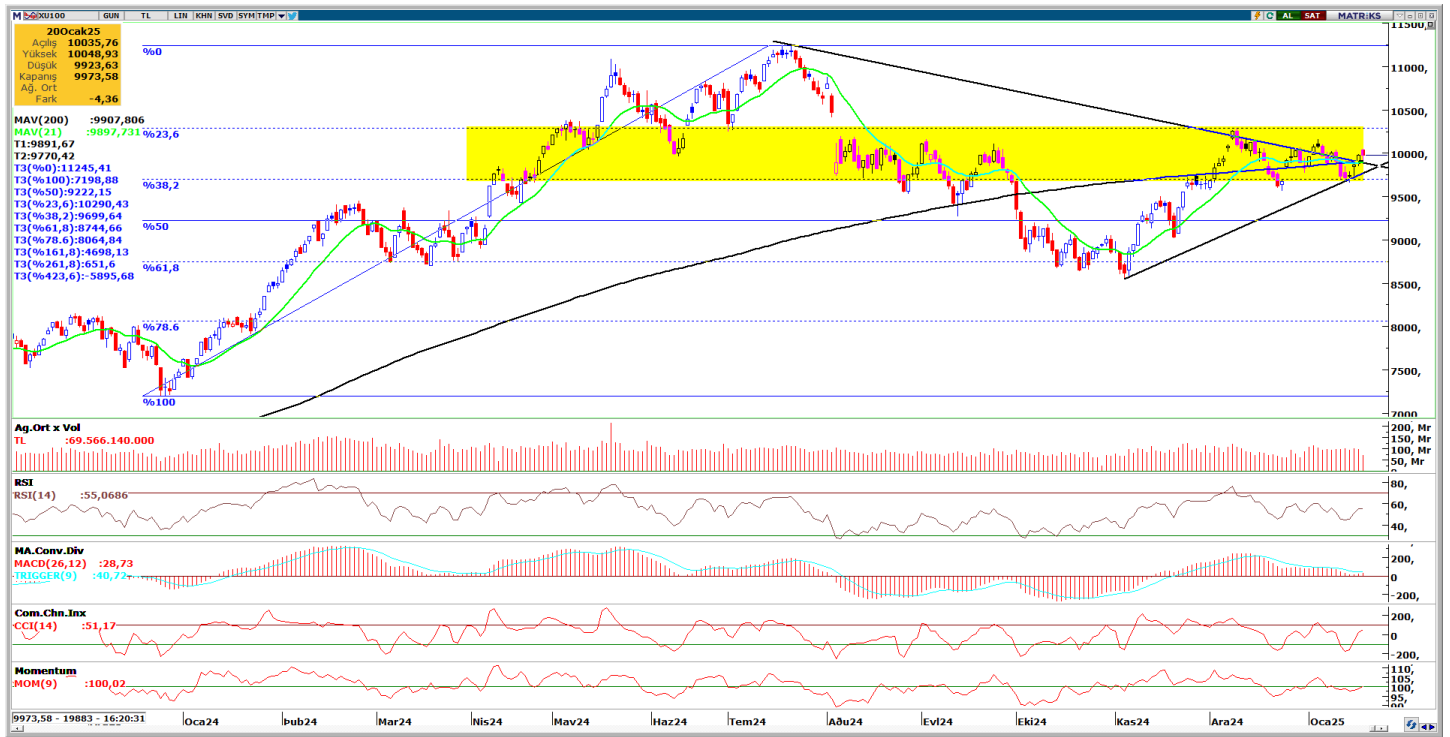 M XU100 GUN TL LIN KHN SVD SYM TMP AL SAT MATRiKS
20Ocak25
Açılış 10035,76
Yüksek 10048,93
Düşük 9923,63
Kapanış 9973,58
Ağ. Ort
Fark -4,36
MAV(200) :9907,806
MAV(21) :9897,731
T1:9891,67
T2:9770,42
T3(%0):11245,41
T3(%100):7198,88
T3(%50):9222,15
T3(%23,6):10290,43
T3(%38,2):9699,64
T3(%61,8):8744,66
T3(%78.6):8064,84
T3(%161,8):4698,13
T3(%261,8):651,6
T3(%423,6):-5895,68
%0
%23,6
%38,2
%50
%61,8
%78.6
%100
11500,
11000,
10500,
10000,
9500,
9000,
8500,
8000,
7500,
7000
Ag.Ort x Vol
TL :69.566.140.000
200, Mr
150, Mr
100, Mr
50, Mr
RSI
RSI(14) :55,0686
80,
60,
40,
MA.Conv.Div
MACD(26,12) :28,73
TRIGGER(9) :40,72
200,
0
-200,
Com.Chn.Inx
CCI(14) :51,17
200,
0
-200,
Momentum
MOM(9) :100,02
110,
105,
100,
95,
9973,58 - 19883 - 16:20:31
Oca24 Þub24 Mar24 Nis24 May24 Haz24 Tem24 Aðu24 Evl24 Eki24 Kas24 Ara24 Oca25